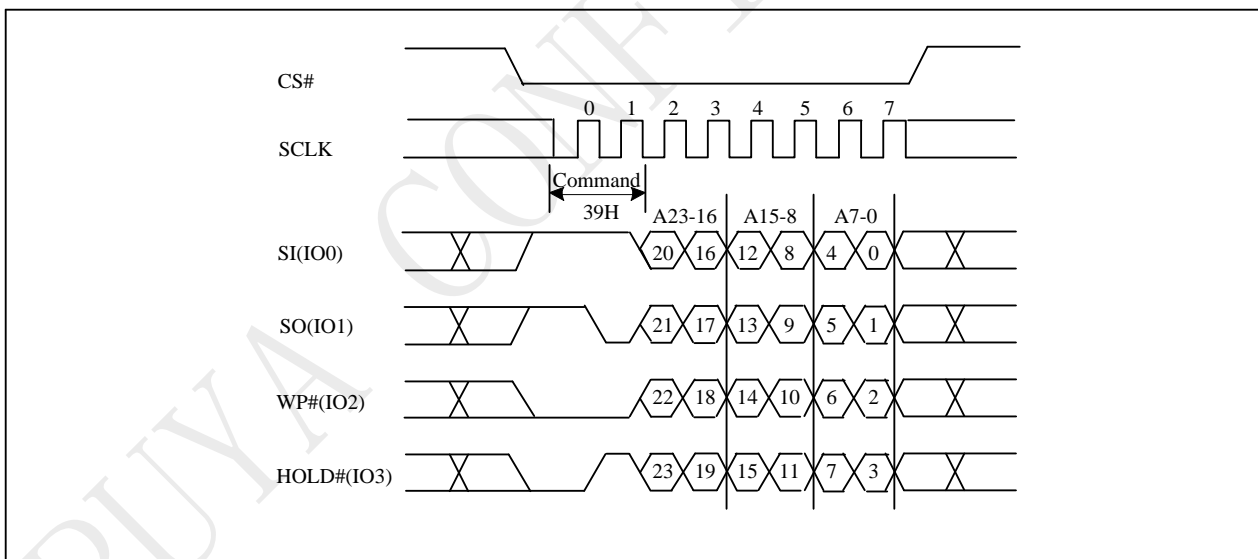 CS#
0 1 2 3 4 5 6 7
SCLK
Command
39H
A23-16 A15-8 A7-0
SI(IO0)
20 16 12 8 4 0
SO(IO1)
21 17 13 9 5 1
WP#(IO2)
22 18 14 10 6 2
HOLD#(IO3)
23 19 15 11 7 3
PUYA CONF